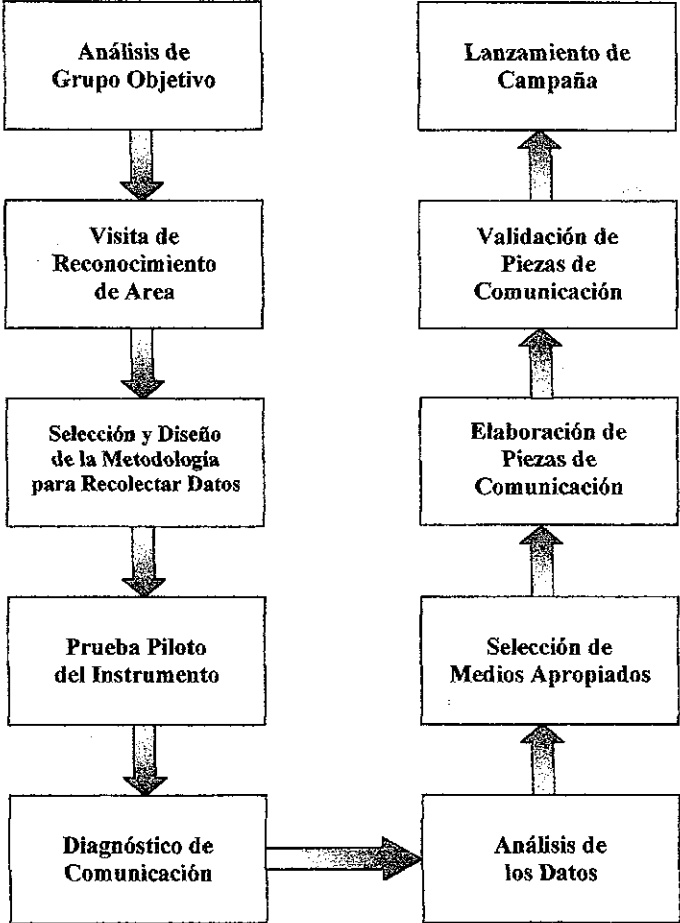 Análisis de
Grupo Objetivo
Visita de
Reconocimiento
de Area
Selección y Diseño
de la Metodología
para Recolectar Datos
Prueba Piloto
del Instrumento
Diagnóstico de
Comunicación
Análisis de
los Datos
Selección de
Medios Apropiados
Elaboración de
Piezas de
Comunicación
Validación de
Piezas de
Comunicación
Lanzamiento de
Campaña